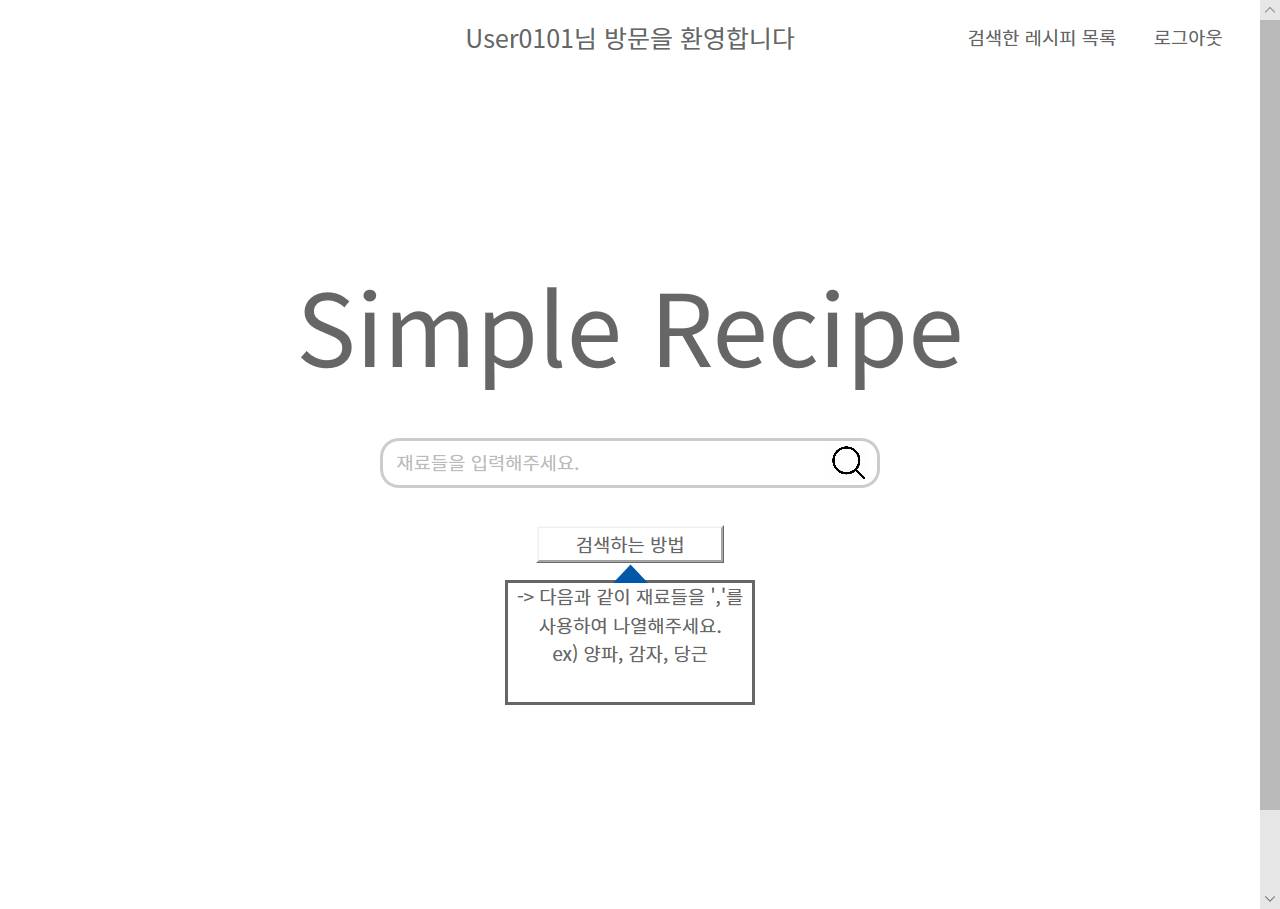 User0101님 방문을 환영합니다
검색한 레시피 목록
로그아웃
Simple Recipe
재료들을 입력해주세요.
검색하는 방법
-> 다음과 같이 재료들을 ','를
사용하여 나열해주세요.
ex) 양파, 감자, 당근